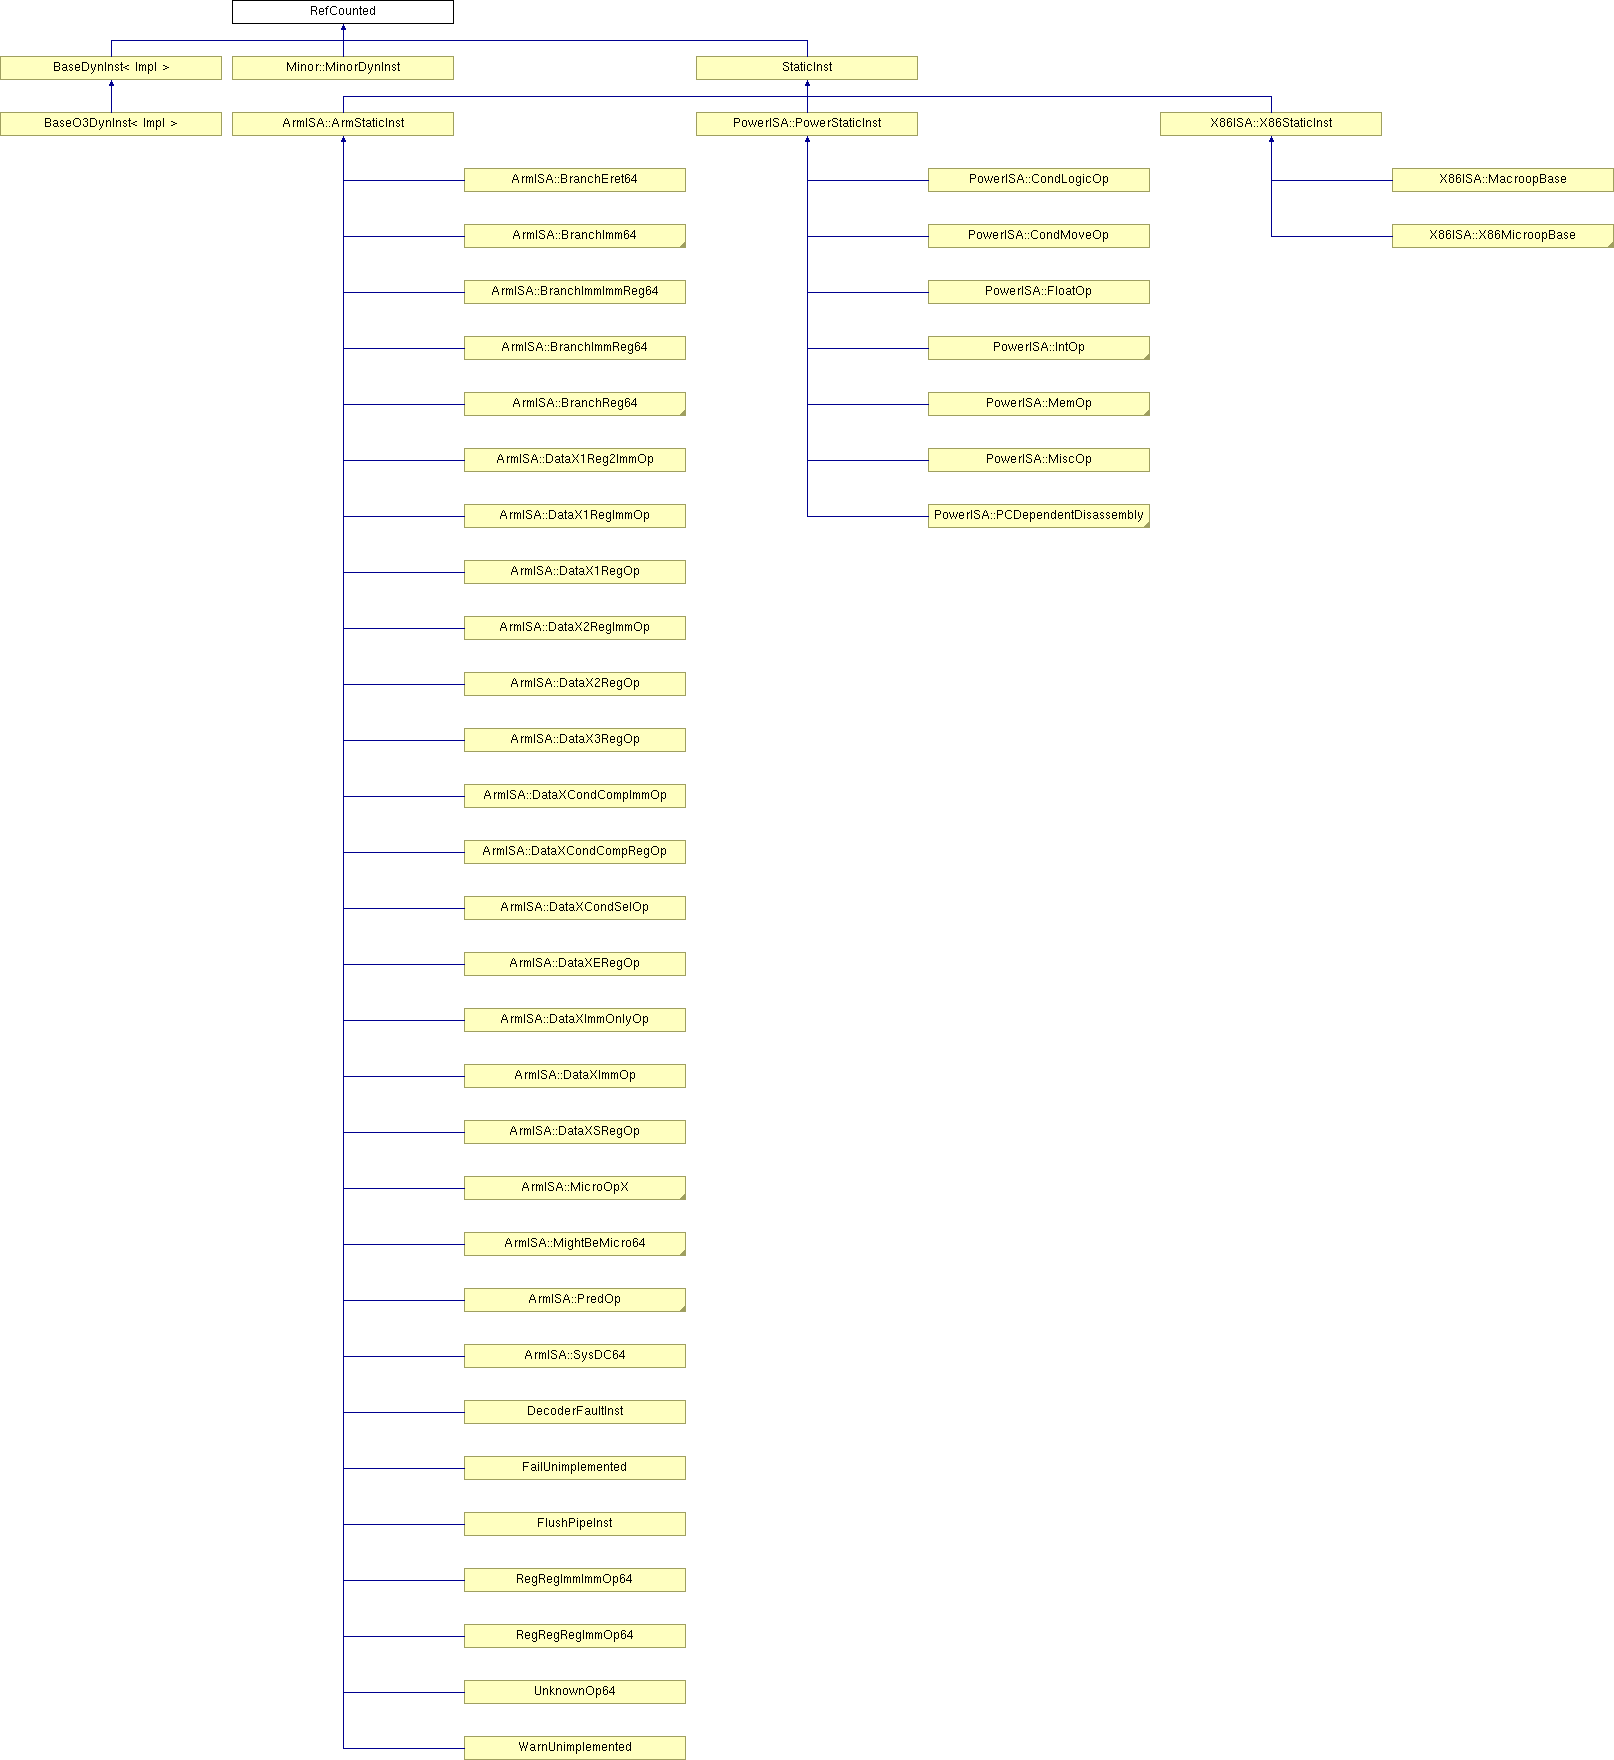 RefCounted
BaseDynInst< Impl >
Minor::MinorDynInst
StaticInst
BaseO3DynInst< Impl >
ArmISA::ArmStaticInst
PowerISA::PowerStaticInst
X86ISA::X86StaticInst
ArmISA::BranchEret64
PowerISA::CondLogicOp
X86ISA::MacroopBase
ArmISA::BranchImm64
PowerISA::CondMoveOp
X86ISA::X86MicroopBase
ArmISA::BranchImmImmReg64
PowerISA::FloatOp
ArmISA::BranchImmReg64
PowerISA::IntOp
ArmISA::BranchReg64
PowerISA::MemOp
ArmISA::DataX1Reg2ImmOp
PowerISA::MiscOp
ArmISA::DataX1RegImmOp
PowerISA::PCDependentDisassembly
ArmISA::DataX1RegOp
ArmISA::DataX2RegImmOp
ArmISA::DataX2RegOp
ArmISA::DataX3RegOp
ArmISA::DataXCondCompImmOp
ArmISA::DataXCondCompRegOp
ArmISA::DataXCondSelOp
ArmISA::DataXERegOp
ArmISA::DataXImmOnlyOp
ArmISA::DataXImmOp
ArmISA::DataXSRegOp
ArmISA::MicroOpX
ArmISA::MightBeMicro64
ArmISA::PredOp
ArmISA::SysDC64
DecoderFaultInst
FailUnimplemented
FlushPipeInst
RegRegImmImmOp64
RegRegRegImmOp64
UnknownOp64
WarnUnimplemented